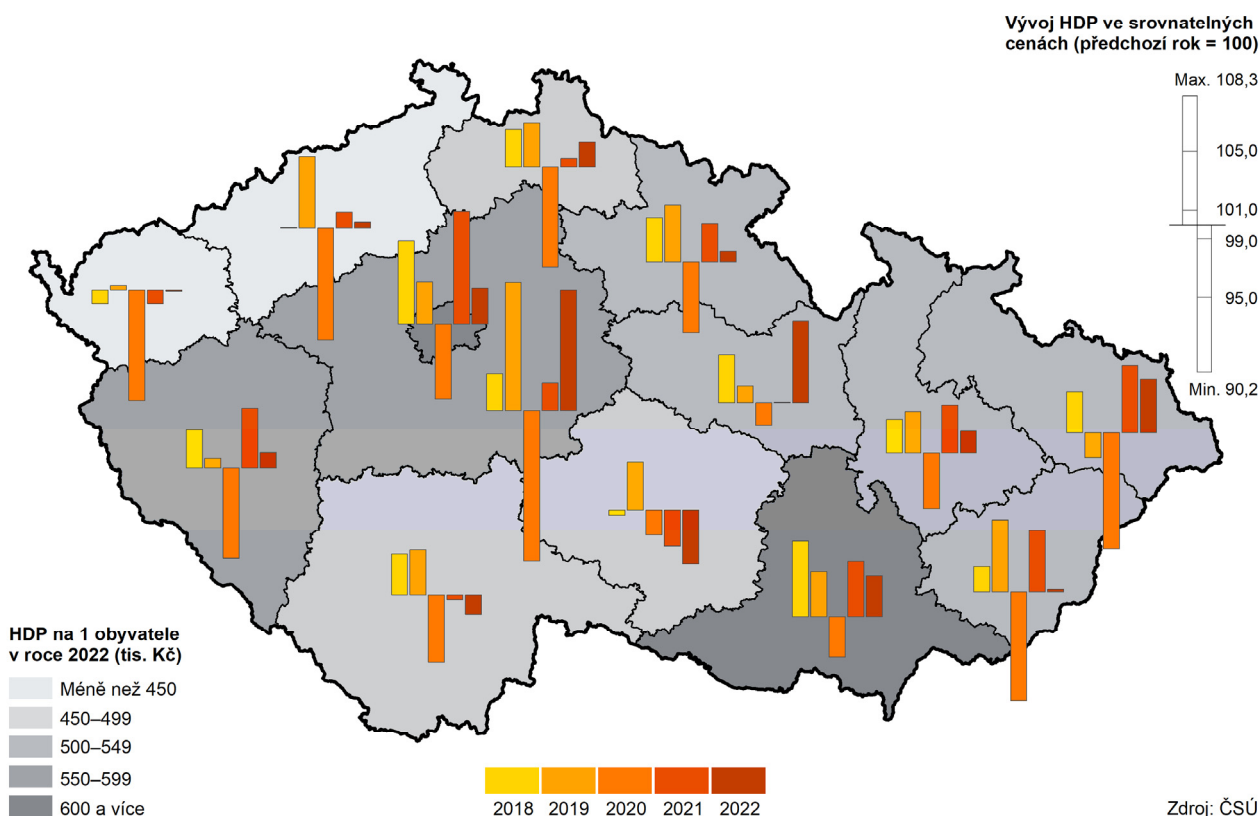 Vývoj HDP ve srovnatelných
cenách (předchozí rok = 100)
Max. 108,3
105,0
101,0
99,0
95,0
Min. 90,2
HDP na 1 obyvatele
v roce 2022 (tis. Kč)
Méně než 450
450–499
500–549
550–599
600 a více
2018 2019 2020 2021 2022
Zdroj: ČSÚ